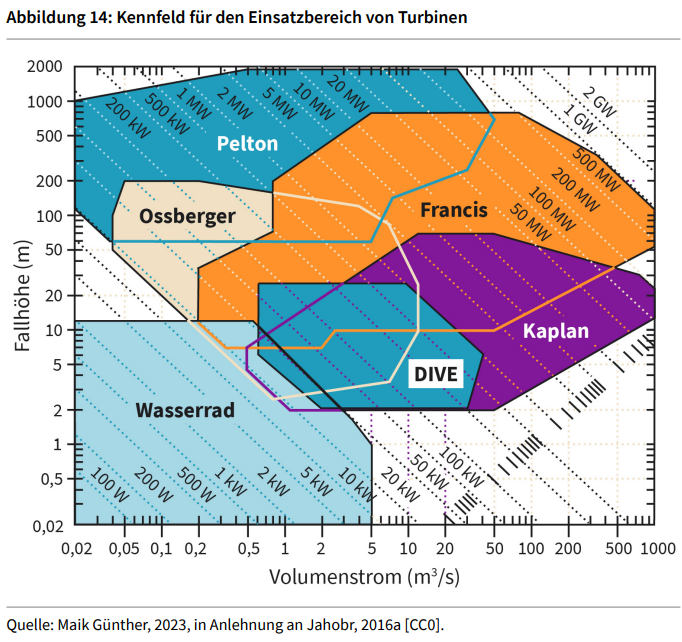 Abbildung 14: Kennfeld für den Einsatzbereich von Turbinen
2000
1000
500
200
100
50
20
10
5
2
1
0,5
0,02
Fallhöhe (m)
200 kW
500 kW
1 MW
2 MW
5 MW
10 MW
20 MW
2 GW
1 GW
500 MW
200 MW
100 MW
50 MW
Pelton
Ossberger
Francis
Kaplan
DIVE
Wasserrad
100 W
200 W
500 W
1 kW
2 kW
5 kW
10 kW
20 kW
50 kW
100 kW
0,02 0,05 0,1 0,2 0,5 1 2 5 10 20 50 100 200 500 1000
Volumenstrom (m³/s)
Quelle: Maik Günther, 2023, in Anlehnung an Jahobr, 2016a [CC0].